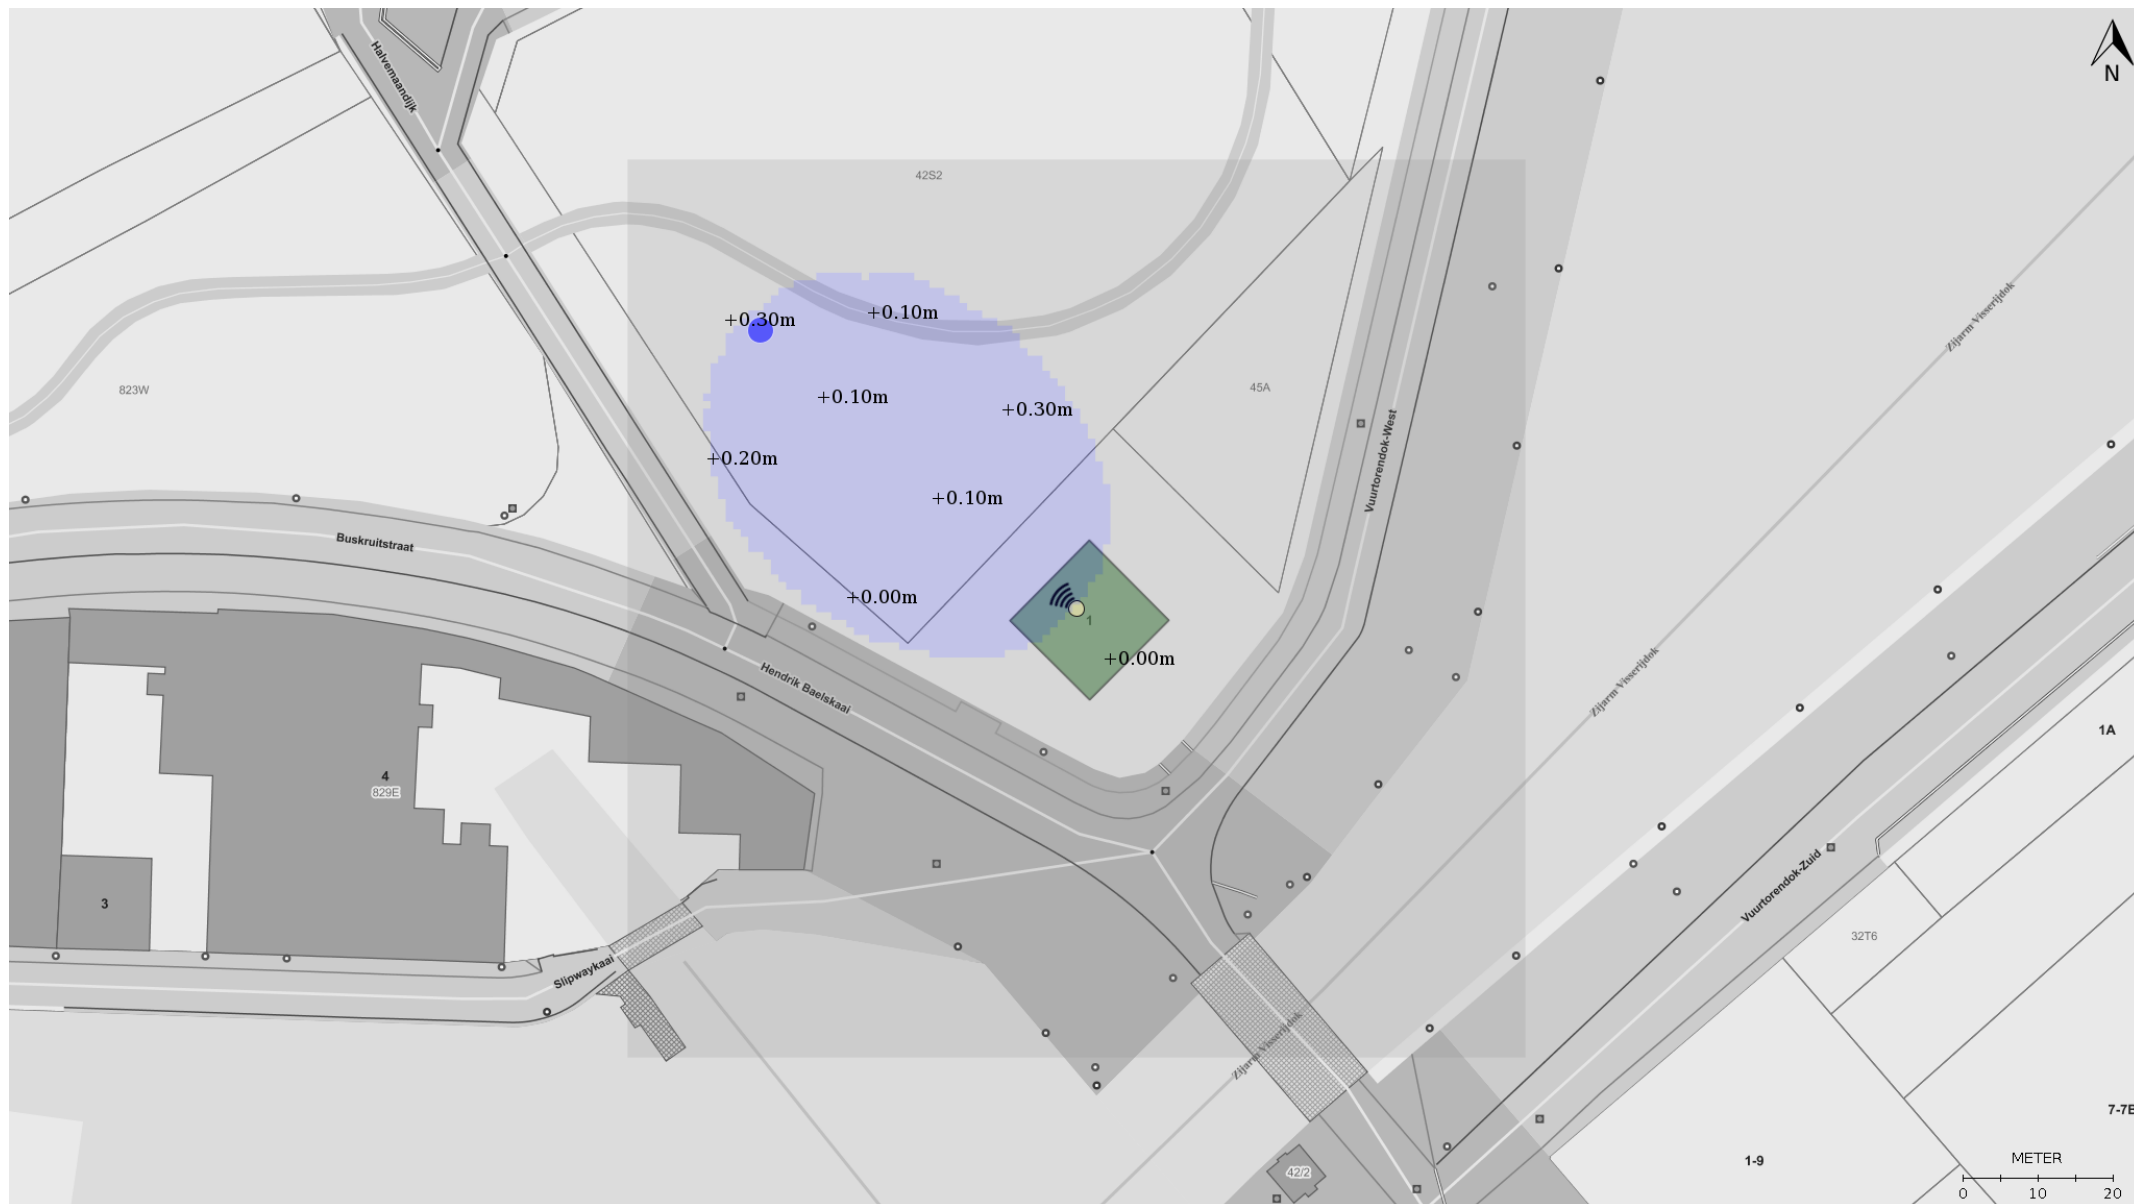 Halvemaandijk
N
42S2
Zijarm Visserijdok
+0.30m
+0.10m
823W
+0.10m
+0.30m
45A
Vuurtorendok-West
+0.20m
+0.10m
Buskruitstraat
+0.00m
1
+0.00m
Zijarm Visserijdok
Hendrik Baelskaai
1A
4
829E
3
Vuurtorendok-Zuid
32T6
Slipwaykaai
Zijarm Visserijdok
7-7B
1-9
42/2
METER
0 10 20